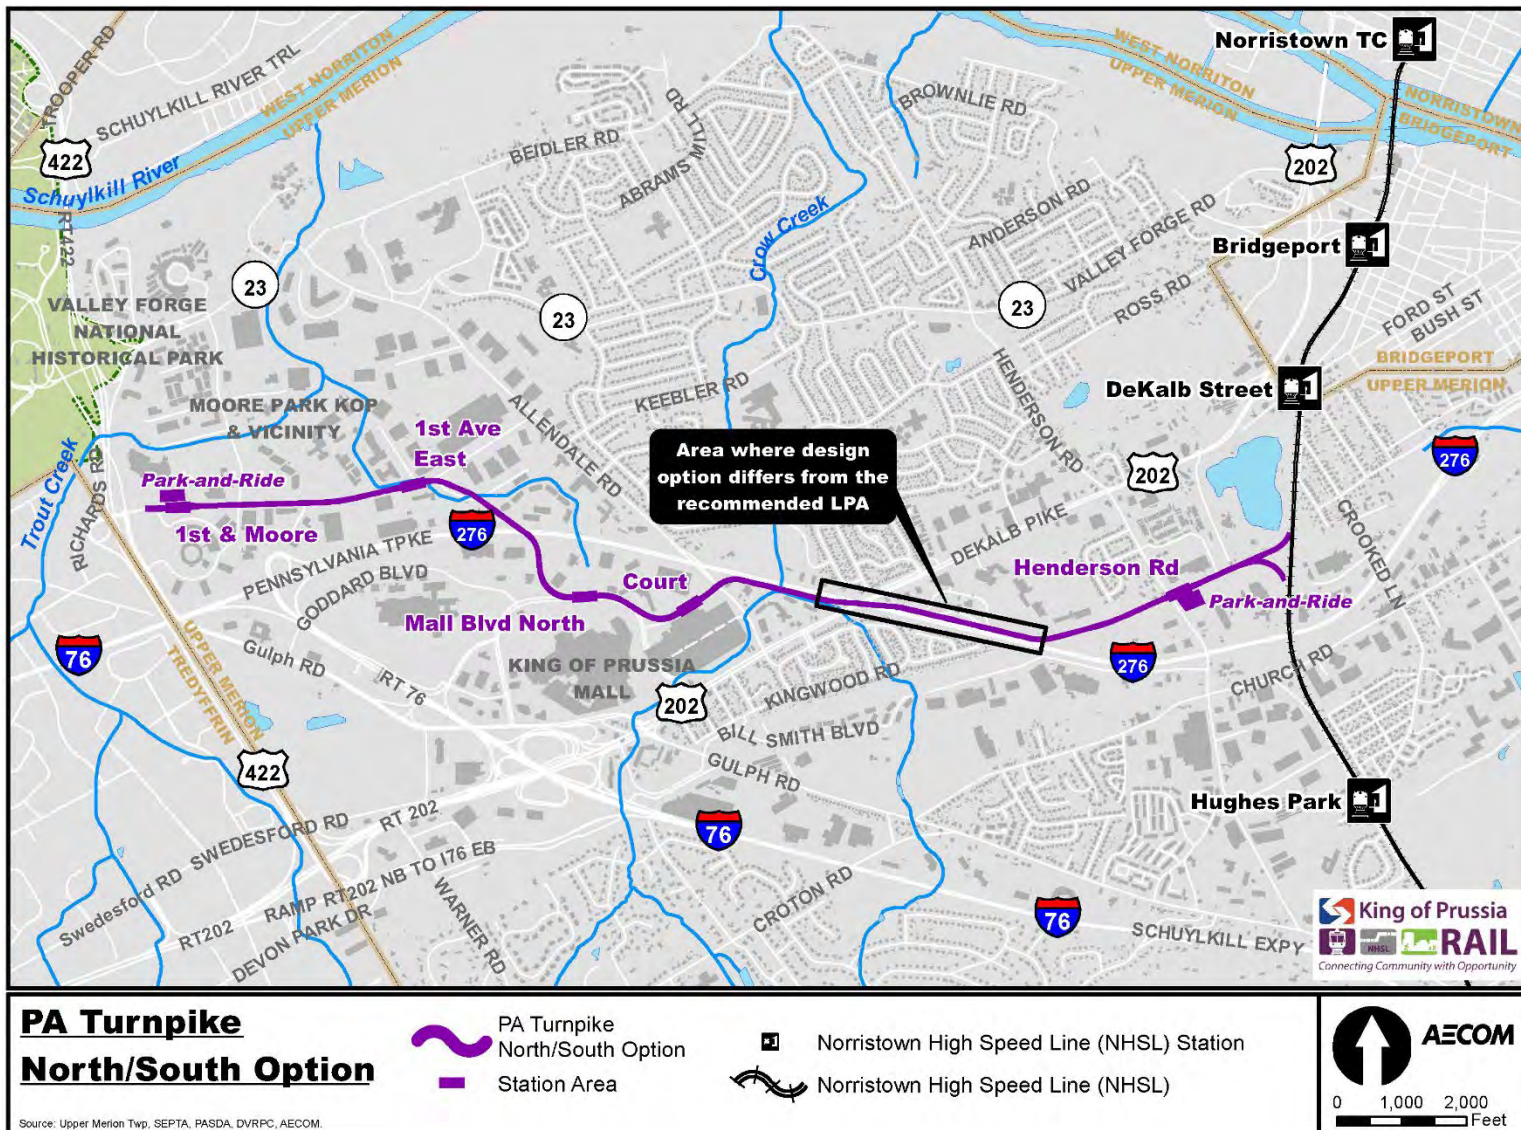 Norristown TC
TROOPER RD
SCHUYLKILL RIVER TRL
WEST NORRITON
UPPER MERION
422
Schuylkill River
RT422
BEIDLER RD
ABRAMS MILL RD
BROWNLIE RD
WEST NORRITON
UPPER MERION
NORRISTOWN
BRIDGEPORT
202
Crow Creek
ANDERSON RD
VALLEY FORGE RD
ROSS RD
Bridgeport
23
23
23
VALLEY FORGE
NATIONAL
HISTORICAL PARK
FORD ST
BUSH ST
BRIDGEPORT
UPPER MERION
DeKalb Street
KEEBLER RD
HENDERSON RD
MOORE PARK KOP
& VICINITY
ALLENDALE RD
1st Ave
East
Area where design
option differs from the
recommended LPA
202
276
Trout Creek
RICHARDS RD
Park-and-Ride
1st & Moore
276
PENNSYLVANIA TPKE
GODDARD BLVD
DEKALB PIKE
CROOKED LN
Henderson Rd
Park-and-Ride
Court
Mall Blvd North
76
UPPER MERION
TREDYFFRIN
Gulph RD
RT 76
KING OF PRUSSIA
MALL
202
KINGWOOD RD
276
CHURCH RD
BILL SMITH BLVD
GULPH RD
422
Hughes Park
SWEDESFORD RD
RT 202
76
Swedesford RD
RAMP RT202 NB TO I76 EB
RT202
DEVON PARK DR
WARNER RD
CROTON RD
76
SCHUYLKILL EXPY
King of Prussia
NHSL
RAIL
Connecting Community with Opportunity
PA Turnpike
North/South Option
PA Turnpike
North/South Option
Station Area
Norristown High Speed Line (NHSL) Station
Norristown High Speed Line (NHSL)
AECOM
0 1,000 2,000
Feet
Source: Upper Merion Twp, SEPTA, PASDA, DVRPC, AECOM.